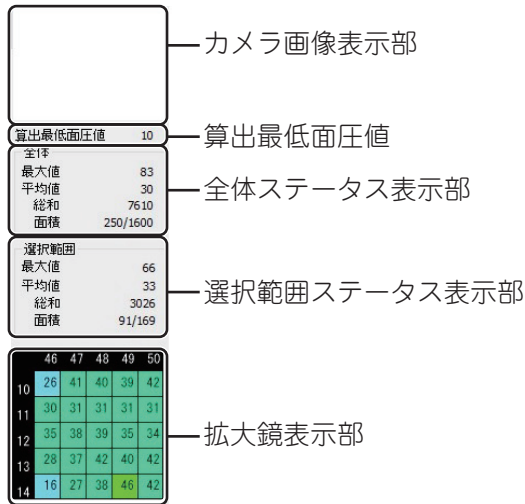 カメラ画像表示部
算出最低面圧値 10
算出最低面圧値
全体
最大値 83
平均値 30
総和 7610
面積 250/1600
全体ステータス表示部
選択範囲
最大値 66
平均値 33
総和 3026
面積 91/169
選択範囲ステータス表示部
46 47 48 49 50
10 26 41 40 39 42
11 30 31 31 31 31
12 35 38 39 35 34
13 28 37 42 40 42
14 16 27 38 46 42
拡大鏡表示部